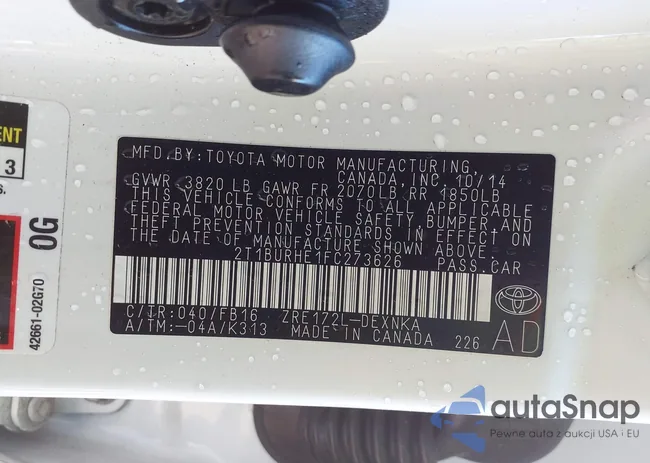 MFD.BY:TOYOTA MOTOR MANUFACTURING,
CANADA, INC. 10/14
GVWR 3820 LB GAWR FR 2070LB RR 1850LB
THIS VEHICLE CONFORMS TO ALL APPLICABLE
FEDERAL MOTOR VEHICLE SAFETY, BUMPER AND
THEFT PREVENTION STANDARDS IN EFFECT ON
THE DATE OF MANUFACTURE SHOWN ABOVE.
2T1BURHE1FC273626 PASS.CAR
C/TR:040/FB16 ZRE172L-DEXNKA
A/TM:-04A/K313 MADE IN CANADA 226
AD
ENT
3
s.
0G
42661-02G70
autaSnap
Pewne auta z aukcji USA i EU